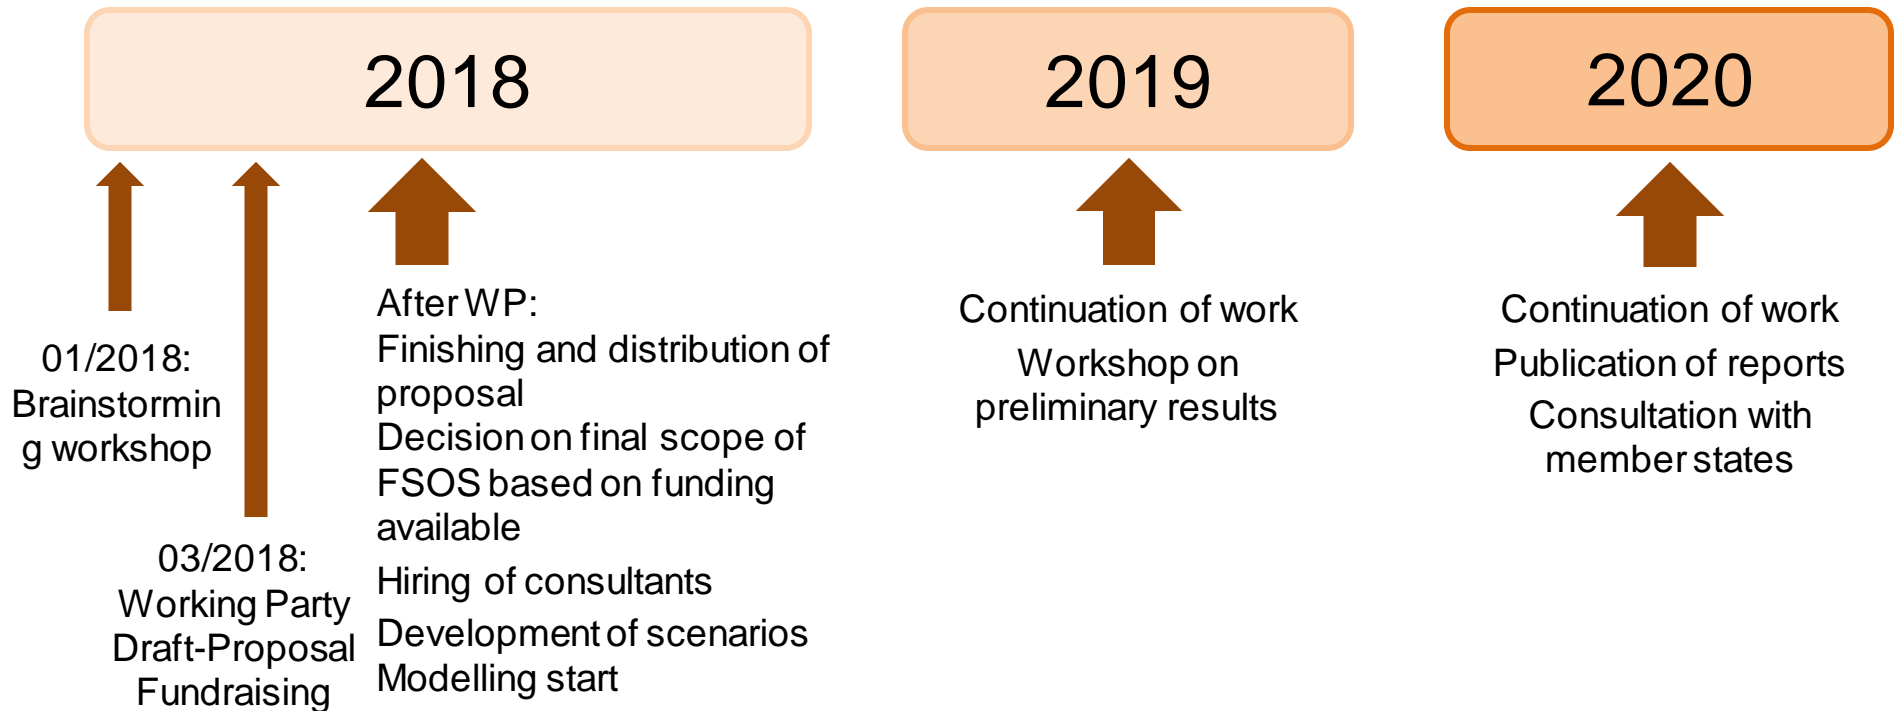 2018
2019
2020
01/2018:
Brainstormin
g workshop
03/2018:
Working Party
Draft-Proposal
Fundraising
After WP:
Finishing and distribution of
proposal
Decision on final scope of
FSOS based on funding
available
Hiring of consultants
Development of scenarios
Modelling start
Continuation of work
Workshop on
preliminary results
Continuation of work
Publication of reports
Consultation with
member states